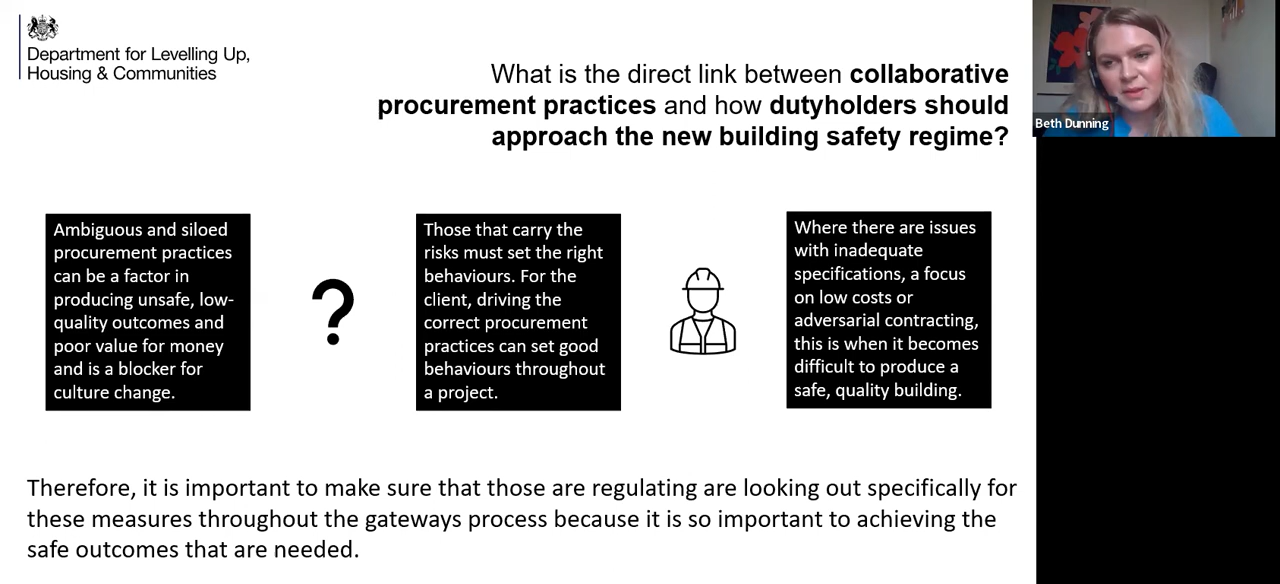 Department for Levelling Up,
Housing & Communities
What is the direct link between collaborative
procurement practices and how dutyholders should
approach the new building safety regime?
Beth Dunning
Ambiguous and siloed
procurement practices
can be a factor in
producing unsafe, low-
quality outcomes and
poor value for money
and is a blocker for
culture change.
?
Those that carry the
risks must set the right
behaviours. For the
client, driving the
correct procurement
practices can set good
behaviours throughout
a project.
Where there are issues
with inadequate
specifications, a focus
on low costs or
adversarial contracting,
this is when it becomes
difficult to produce a
safe, quality building.
Therefore, it is important to make sure that those are regulating are looking out specifically for
these measures throughout the gateways process because it is so important to achieving the
safe outcomes that are needed.